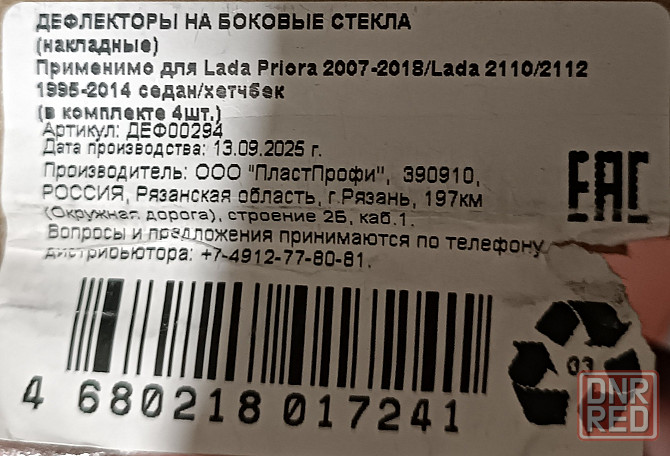 ДЕФЛЕКТОРЫ НА БОКОВЫЕ СТЕКЛА
(накладные)
Применимо для Lada Priora 2007-2018/Lada 2110/2112
1995-2014 седан/хетчбек
(в комплекте 4шт.)
Артикул: ДЕФ00294
Дата производства: 13.09.2025 г.
Производитель: ООО "ПластПрофи", 390910,
РОССИЯ, Рязанская область, г.Рязань, 197км
(Окружная дорога), строение 2Б, каб.1.
Вопросы и предложения принимаются по телефону
дистрибьютора: +7-4912-77-80-81.
EAC
03
4 680218 017241
DNR
RED